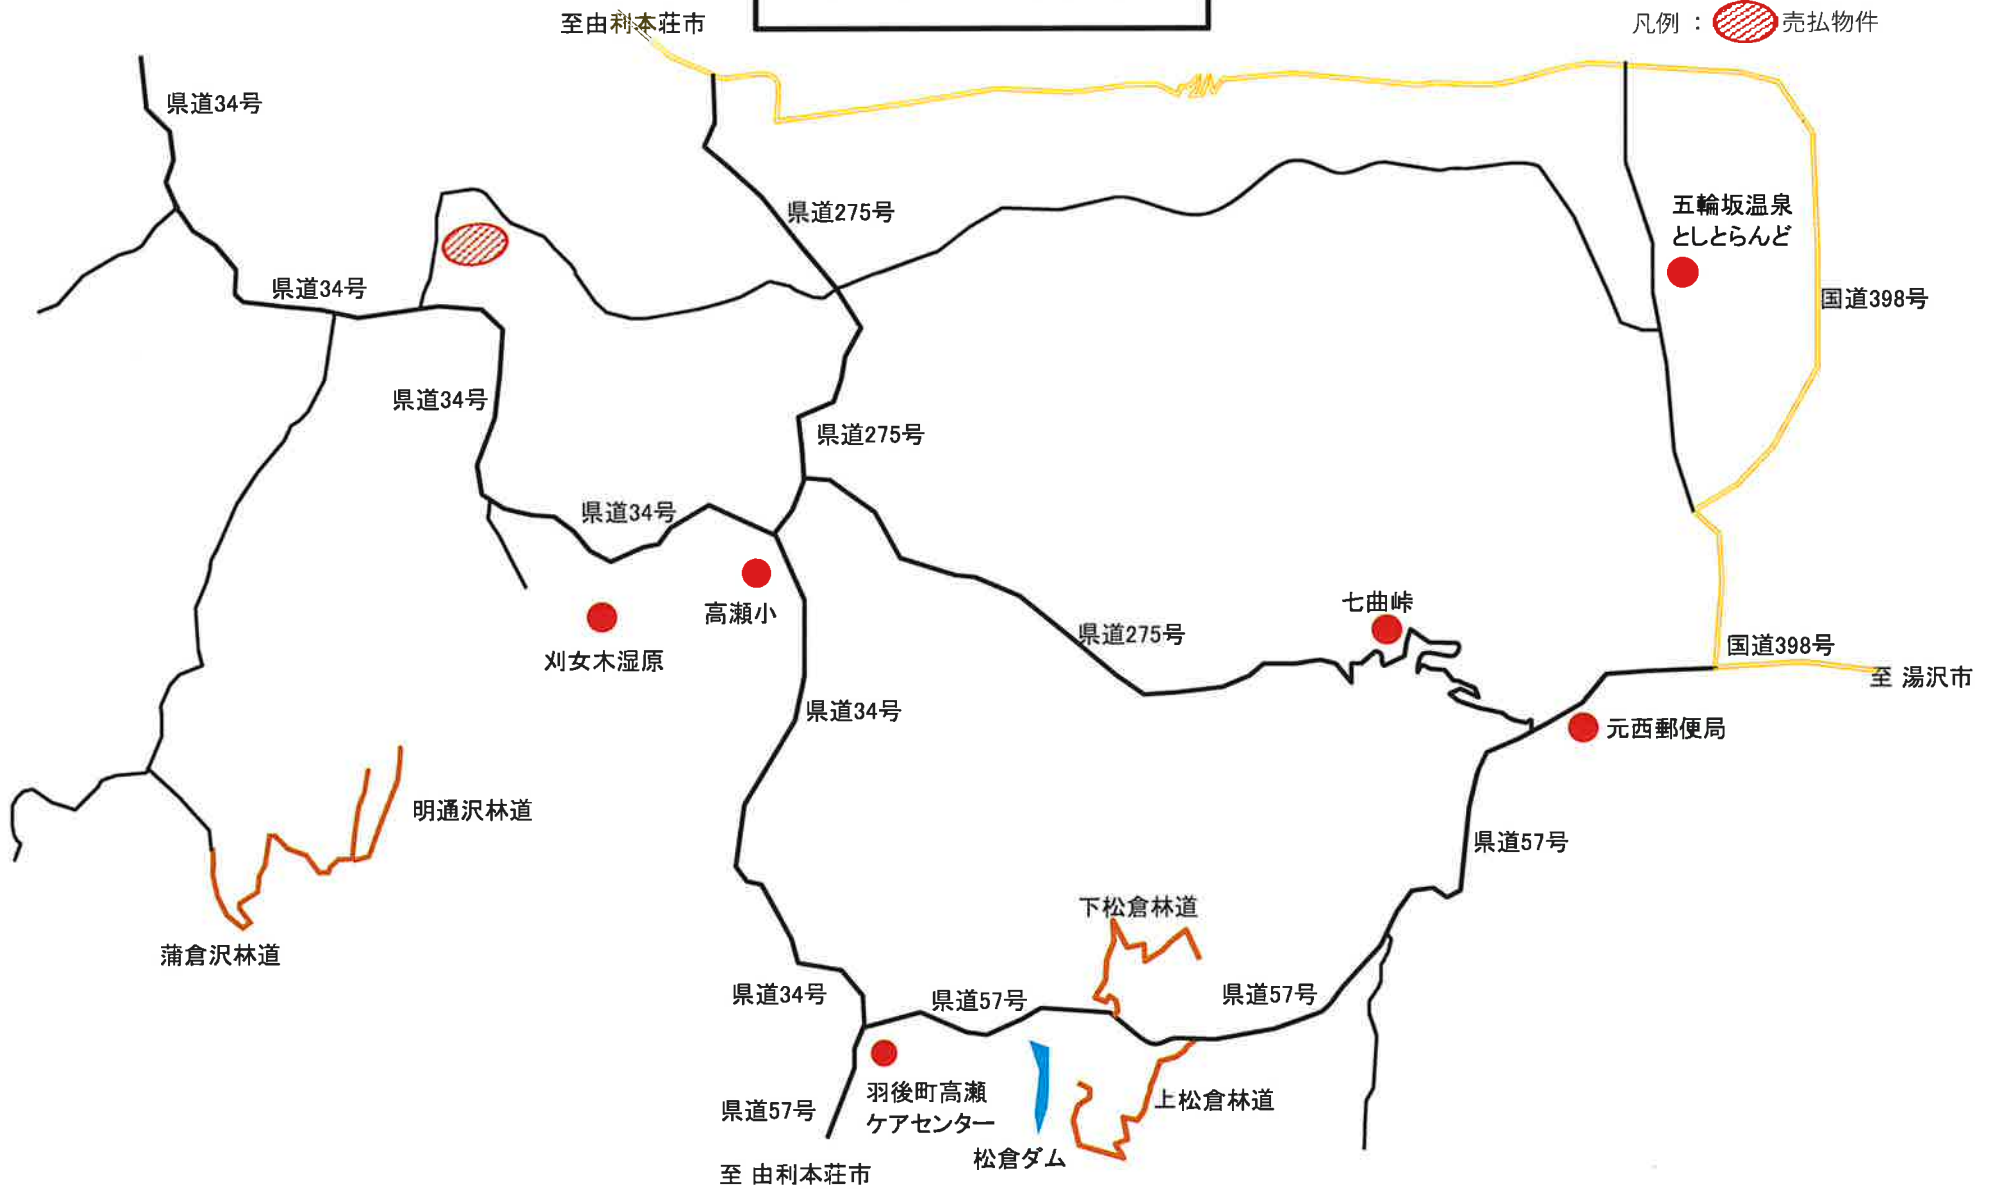 至由利本荘市
凡例 : 売払物件
県道34号
県道275号
五輪坂温泉
としとらんど
県道34号
国道398号
県道34号
県道275号
県道34号
七曲峠
高瀬小
県道275号
刈女木湿原
国道398号
至 湯沢市
県道34号
元西郵便局
明通沢林道
県道57号
下松倉林道
蒲倉沢林道
県道34号
県道57号
県道57号
羽後町高瀬
ケアセンター
県道57号
上松倉林道
松倉ダム
至 由利本荘市